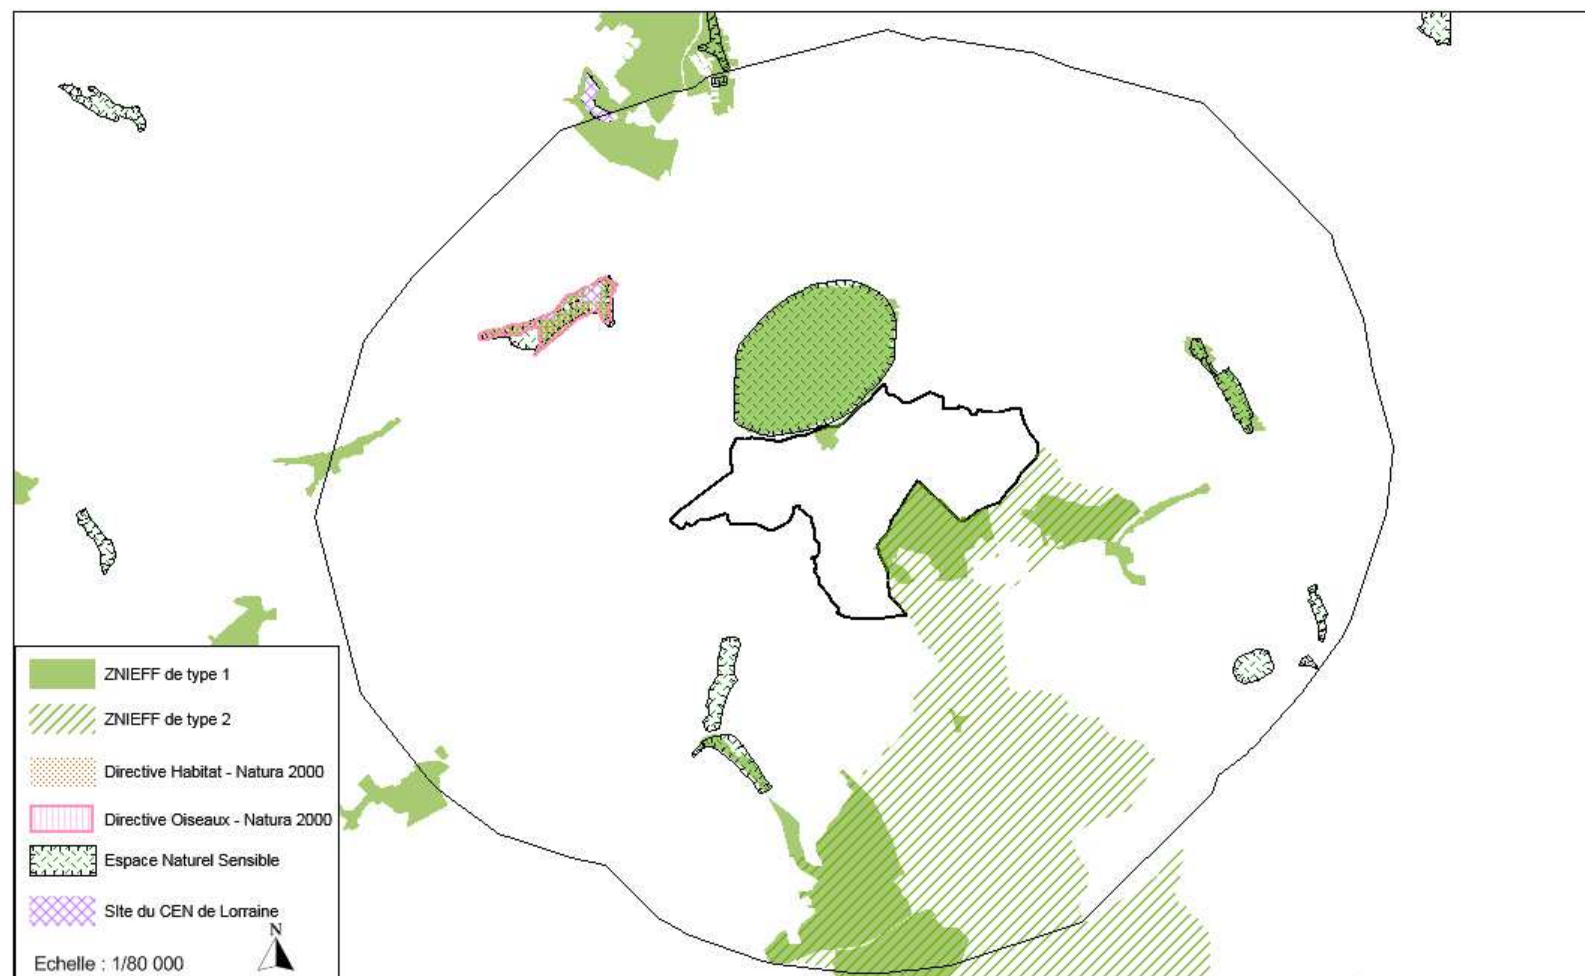 ZNIEFF de type 1
ZNIEFF de type 2
Directive Habitat - Natura 2000
Directive Oiseaux - Natura 2000
Espace Naturel Sensible
SIte du CEN de Lorraine
N
Echelle : 1/80 000